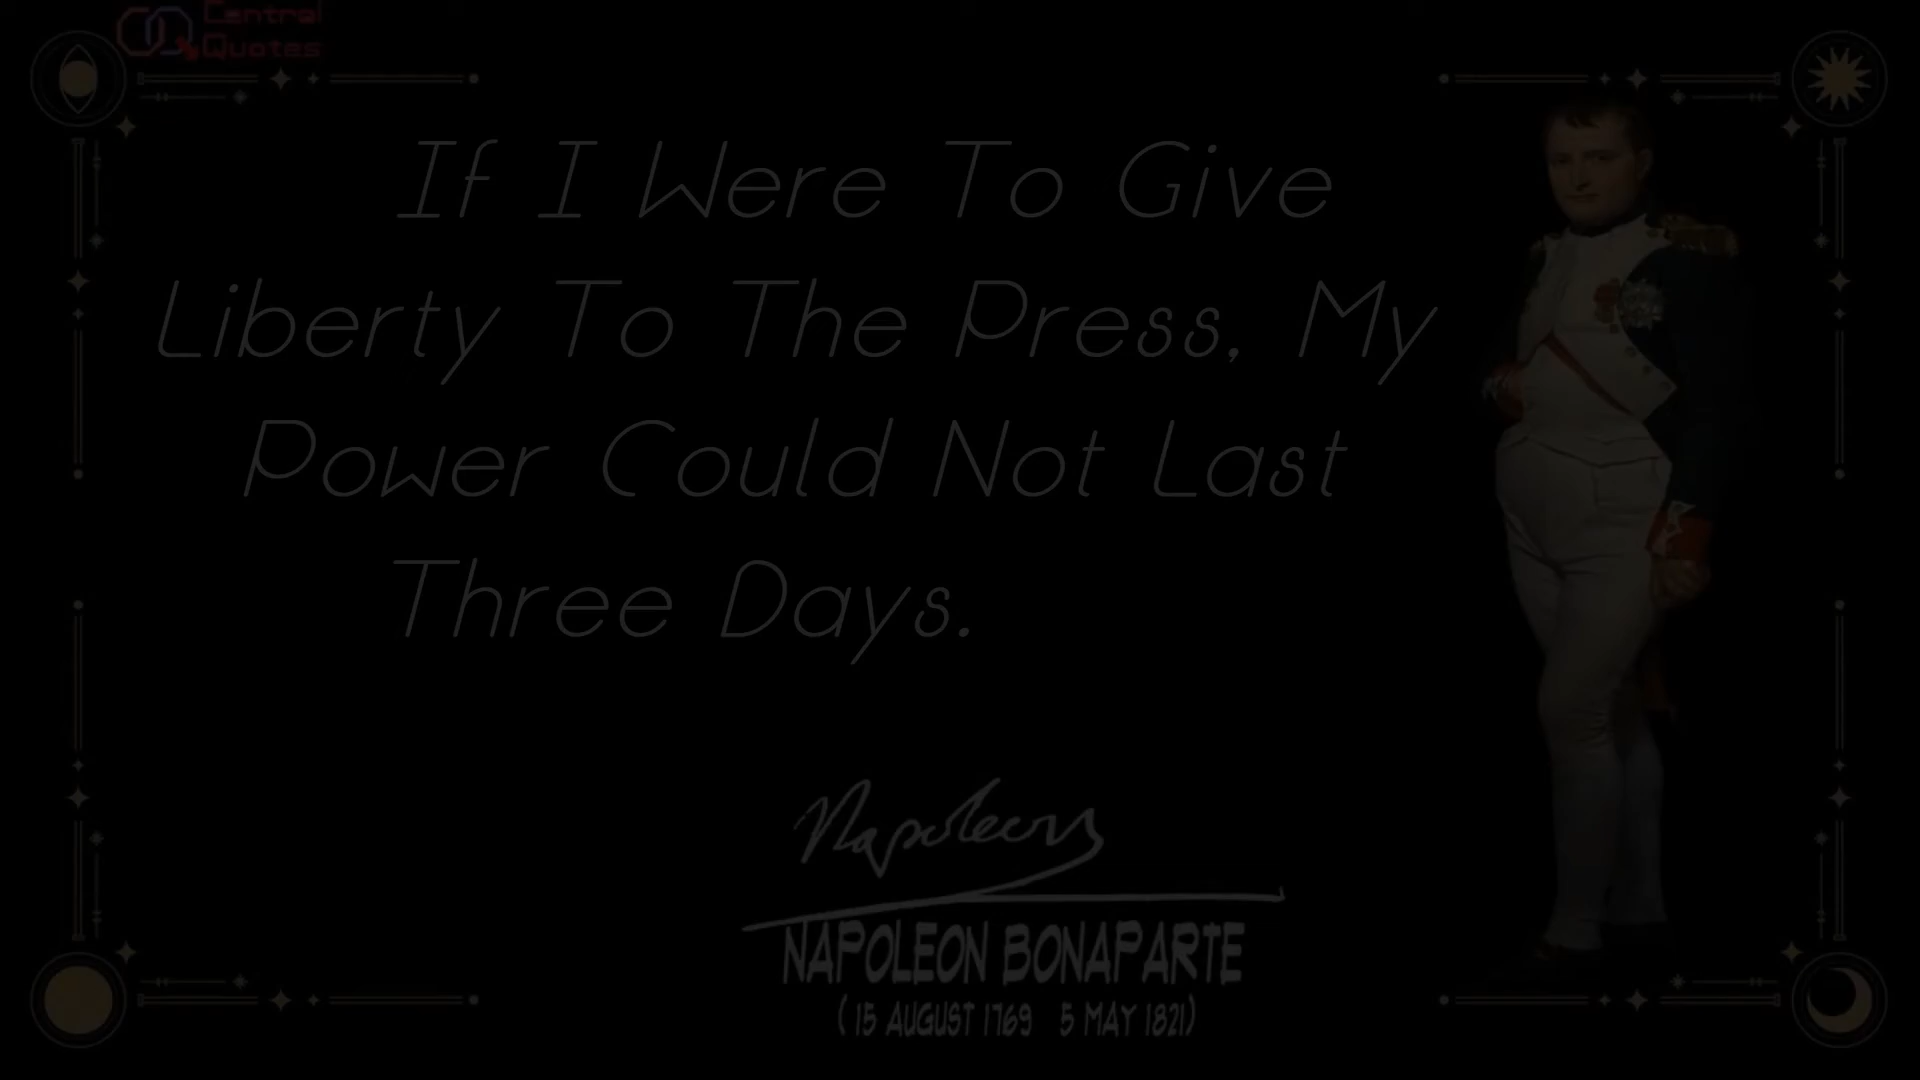 Central
Quotes
If I Were To Give
Liberty To The Press, My
Power Could Not Last
Three Days.
Napoleon
NAPOLEON BONAPARTE
( 15 AUGUST 1769 5 MAY 1821)